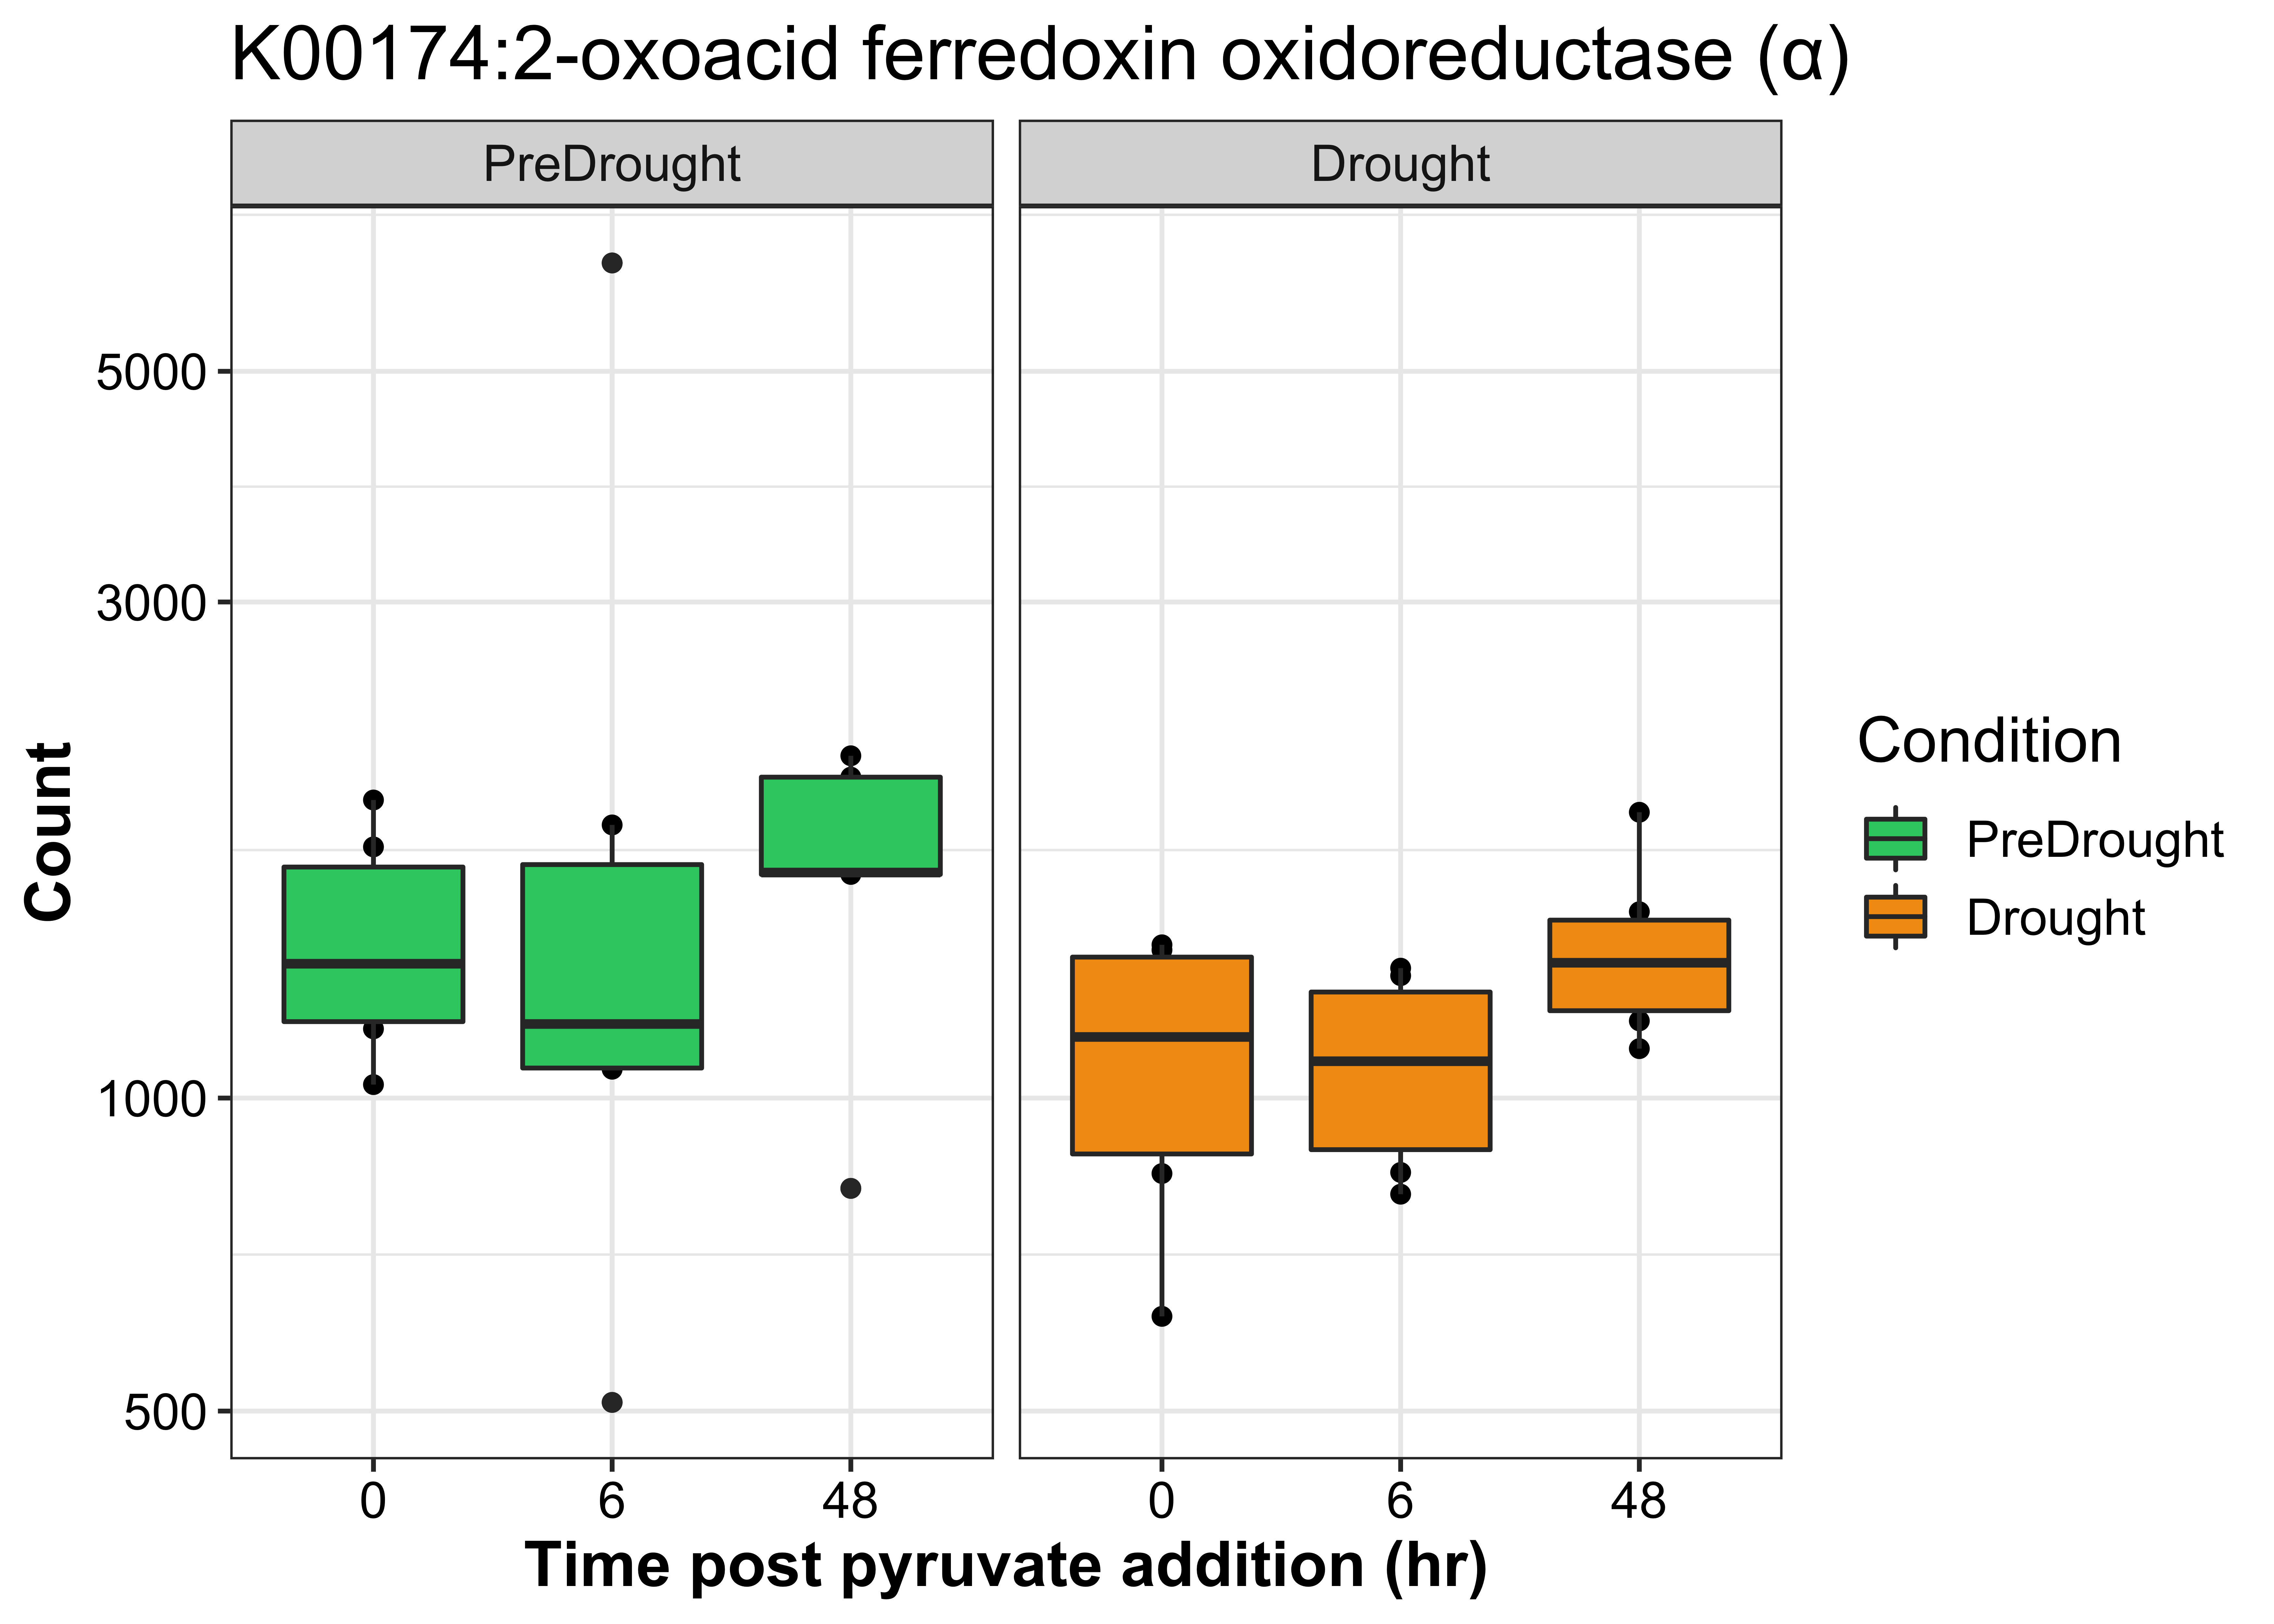 K00174:2-oxoacid ferredoxin oxidoreductase (α)
PreDrought
Drought
Count
5000
3000
1000
500
0
6
48
0
6
48
Time post pyruvate addition (hr)
Condition
PreDrought
Drought